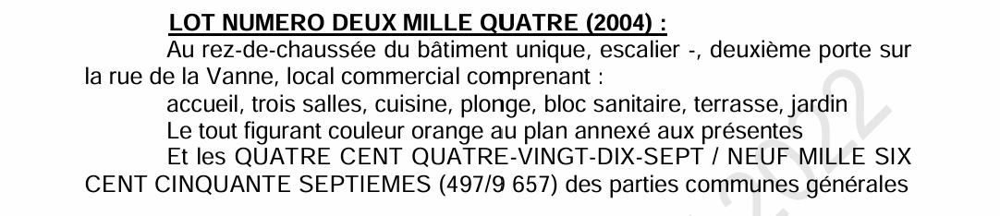 LOT NUMERO DEUX MILLE QUATRE (2004) :
Au rez-de-chaussée du bâtiment unique, escalier -, deuxième porte sur
la rue de la Vanne, local commercial comprenant :
accueil, trois salles, cuisine, plonge, bloc sanitaire, terrasse, jardin
Le tout figurant couleur orange au plan annexé aux présentes
Et les QUATRE CENT QUATRE-VINGT-DIX-SEPT / NEUF MILLE SIX
CENT CINQUANTE SEPTIEMES (497/9 657) des parties communes générales
2022